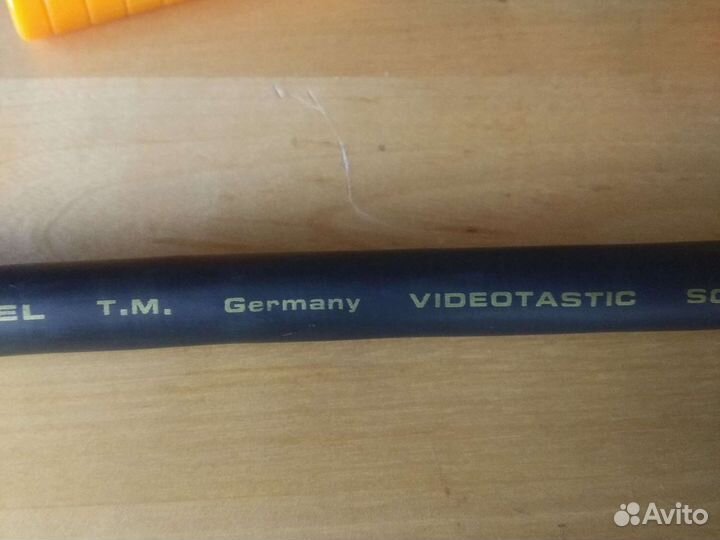 EL T.M. Germany VIDEOTASTIC SC
Avito